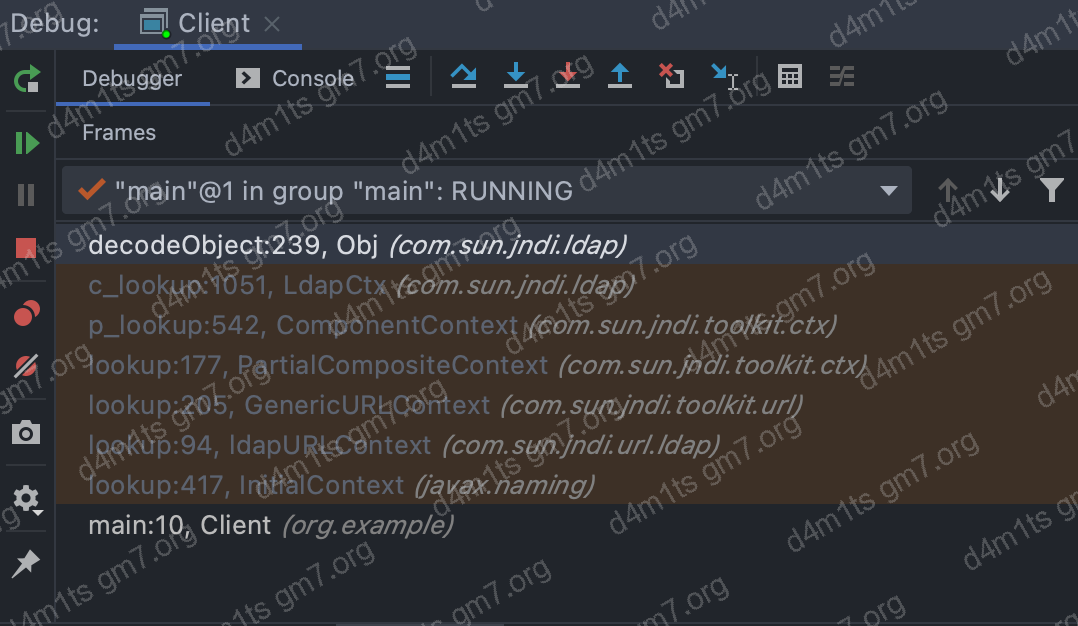 Debug: Client
Debugger Console
Frames
"main"@1 in group "main": RUNNING
decodeObject:239, Obj (com.sun.jndi.ldap)
c_lookup:1051, LdapCtx (com.sun.jndi.ldap)
p_lookup:542, ComponentContext (com.sun.jndi.toolkit.ctx)
lookup:177, PartialCompositeContext (com.sun.jndi.toolkit.ctx)
lookup:205, GenericURLContext (com.sun.jndi.toolkit.url)
lookup:94, ldapURLContext (com.sun.jndi.url.ldap)
lookup:417, InitialContext (javax.naming)
main:10, Client (org.example)
d4m1ts gm7.org